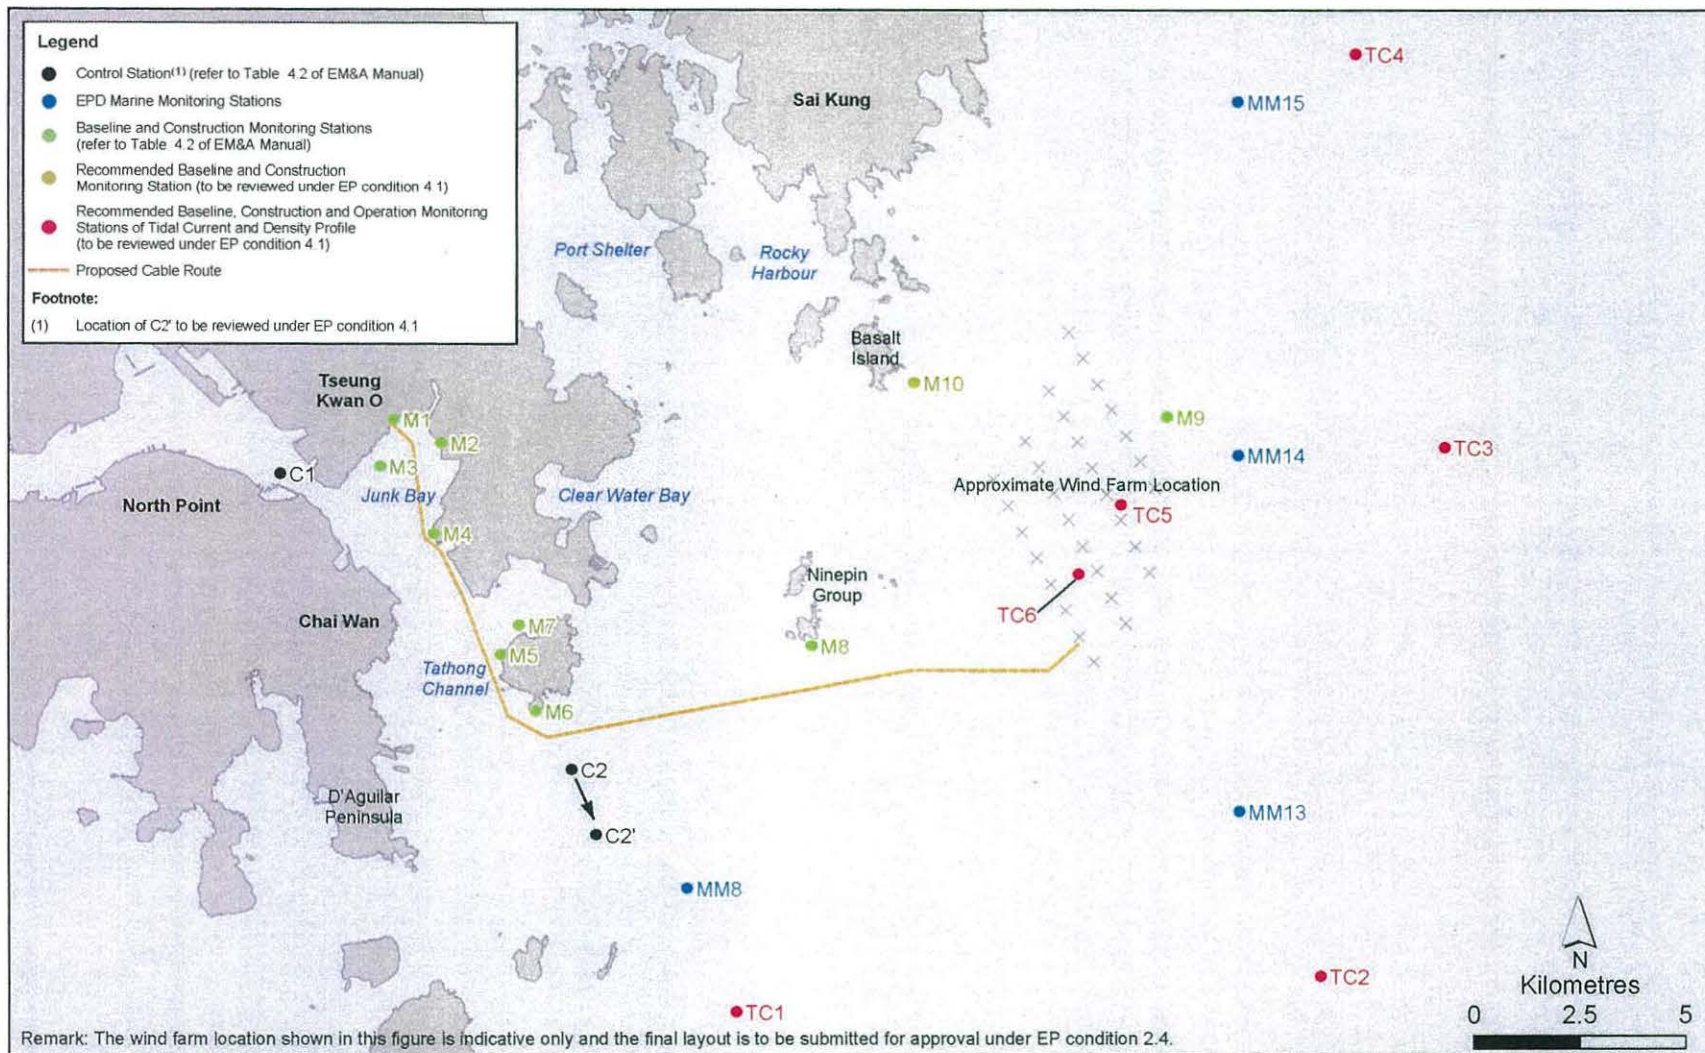 Legend
Control Station(1) (refer to Table 4.2 of EM&A Manual)
EPD Marine Monitoring Stations
Baseline and Construction Monitoring Stations
(refer to Table 4.2 of EM&A Manual)
Recommended Baseline and Construction
Monitoring Station (to be reviewed under EP condition 4.1)
Recommended Baseline, Construction and Operation Monitoring
Stations of Tidal Current and Density Profile
(to be reviewed under EP condition 4.1)
Proposed Cable Route
Footnote:
(1) Location of C2' to be reviewed under EP condition 4.1
TC4
MM15
Sai Kung
Port Shelter
Rocky
Harbour
Basalt
Island
M10
Tseung
Kwan O
M1
M2
M3
C1
Junk Bay
Clear Water Bay
North Point
M9
TC3
MM14
Approximate Wind Farm Location
TC5
M4
Ninepin
Group
TC6
Chai Wan
M7
M8
M5
Tathong
Channel
M6
C2
C2'
D'Aguilar
Peninsula
MM13
MM8
TC2
TC1
N
Kilometres
0 2.5 5
Remark: The wind farm location shown in this figure is indicative only and the final layout is to be submitted for approval under EP condition 2.4.